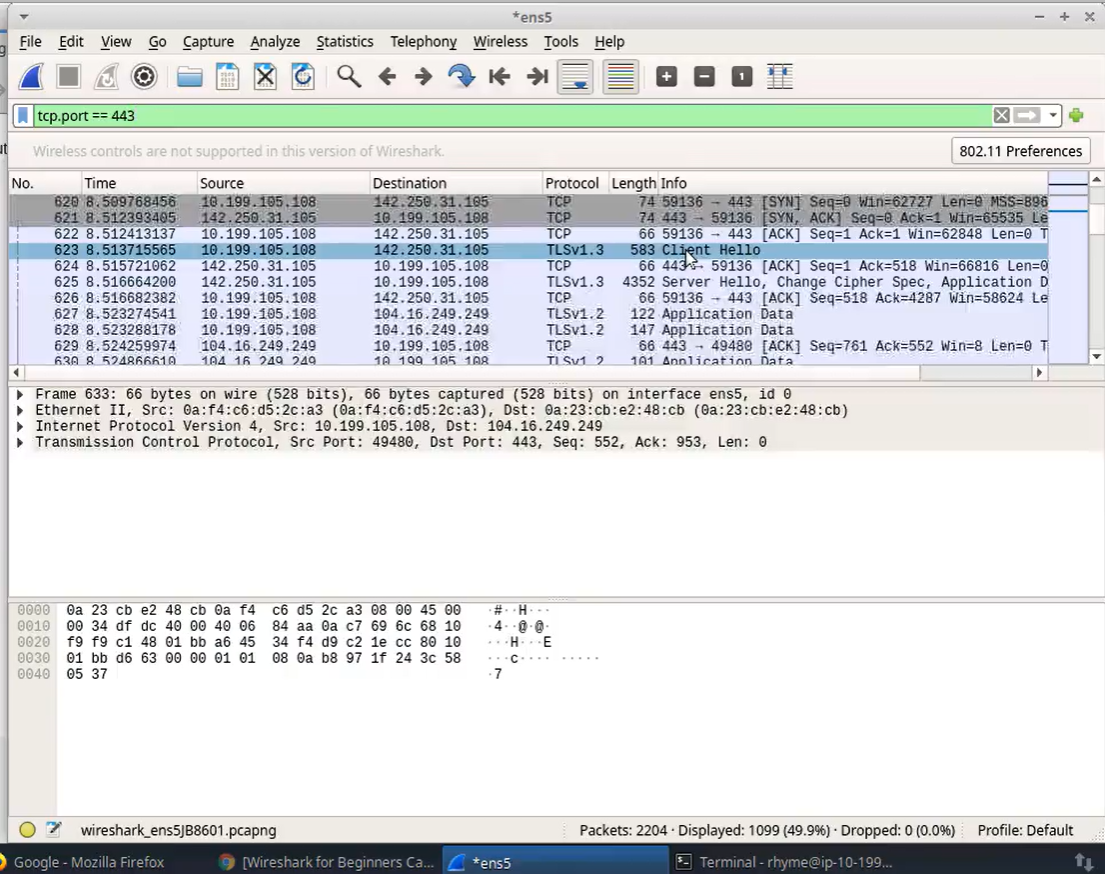 *ens5
File Edit View Go Capture Analyze Statistics Telephony Wireless Tools Help
tcp.port == 443
Wireless controls are not supported in this version of Wireshark. 802.11 Preferences
No. Time Source Destination Protocol Length Info
620 8.509768456 10.199.105.108 142.250.31.105 TCP 74 59136 → 443 [SYN] Seq=0 Win=62727 Len=0 MSS=896
621 8.512393405 142.250.31.105 10.199.105.108 TCP 74 443 → 59136 [SYN, ACK] Seq=0 Ack=1 Win=65535 Le
622 8.512413137 10.199.105.108 142.250.31.105 TCP 66 59136 → 443 [ACK] Seq=1 Ack=1 Win=62848 Len=0 T
623 8.513715565 10.199.105.108 142.250.31.105 TLSv1.3 583 Client Hello
624 8.515721062 142.250.31.105 10.199.105.108 TCP 66 443 → 59136 [ACK] Seq=1 Ack=518 Win=66816 Len=0
625 8.516664200 142.250.31.105 10.199.105.108 TLSv1.3 4352 Server Hello, Change Cipher Spec, Application D
626 8.516682382 10.199.105.108 142.250.31.105 TCP 66 59136 → 443 [ACK] Seq=518 Ack=4287 Win=58624 Le
627 8.523274541 10.199.105.108 104.16.249.249 TLSv1.2 122 Application Data
628 8.523288178 10.199.105.108 104.16.249.249 TLSv1.2 147 Application Data
629 8.524259974 104.16.249.249 10.199.105.108 TCP 66 443 → 49480 [ACK] Seq=761 Ack=552 Win=8 Len=0 T
630 8.524866610 104.16.249.249 10.199.105.108 TLSv1.2 101 Application Data
Frame 633: 66 bytes on wire (528 bits), 66 bytes captured (528 bits) on interface ens5, id 0
Ethernet II, Src: 0a:f4:c6:d5:2c:a3 (0a:f4:c6:d5:2c:a3), Dst: 0a:23:cb:e2:48:cb (0a:23:cb:e2:48:cb)
Internet Protocol Version 4, Src: 10.199.105.108, Dst: 104.16.249.249
Transmission Control Protocol, Src Port: 49480, Dst Port: 443, Seq: 552, Ack: 953, Len: 0
0000 0a 23 cb e2 48 cb 0a f4 c6 d5 2c a3 08 00 45 00 ·#··H···
0010 00 34 df dc 40 00 40 06 84 aa 0a c7 69 6c 68 10 ·4··@·@·
0020 f9 f9 c1 48 01 bb a6 45 34 f4 d9 c2 1e cc 80 10 ···H···E
0030 01 bb d6 63 00 00 01 01 08 0a b8 97 1f 24 3c 58 ···c···· ·····
0040 05 37 ·7
wireshark_ens5JB8601.pcapng Packets: 2204 · Displayed: 1099 (49.9%) · Dropped: 0 (0.0%) Profile: Default
Google - Mozilla Firefox [Wireshark for Beginners Ca... *ens5 Terminal - rhyme@ip-10-199...